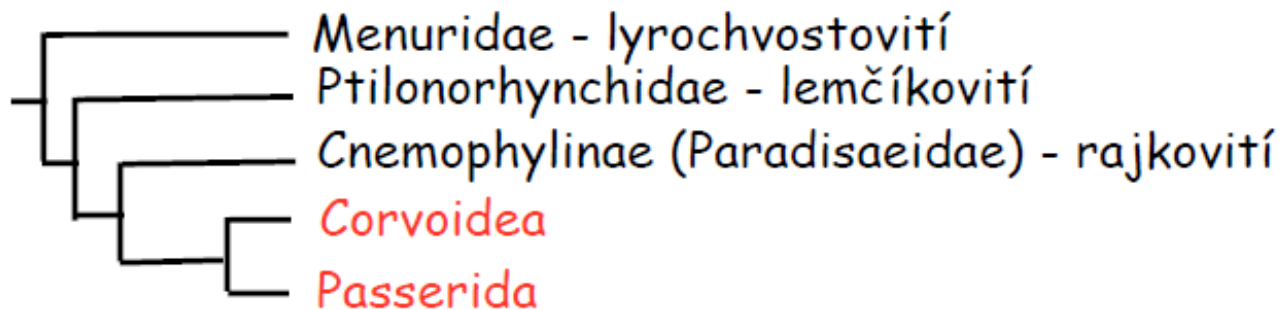 Menuridae - lyrochvostovití
Ptilonorhynchidae - lemčíkovití
Cnemophylinae (Paradisaeidae) - rajkovití
Corvoidea
Passerida